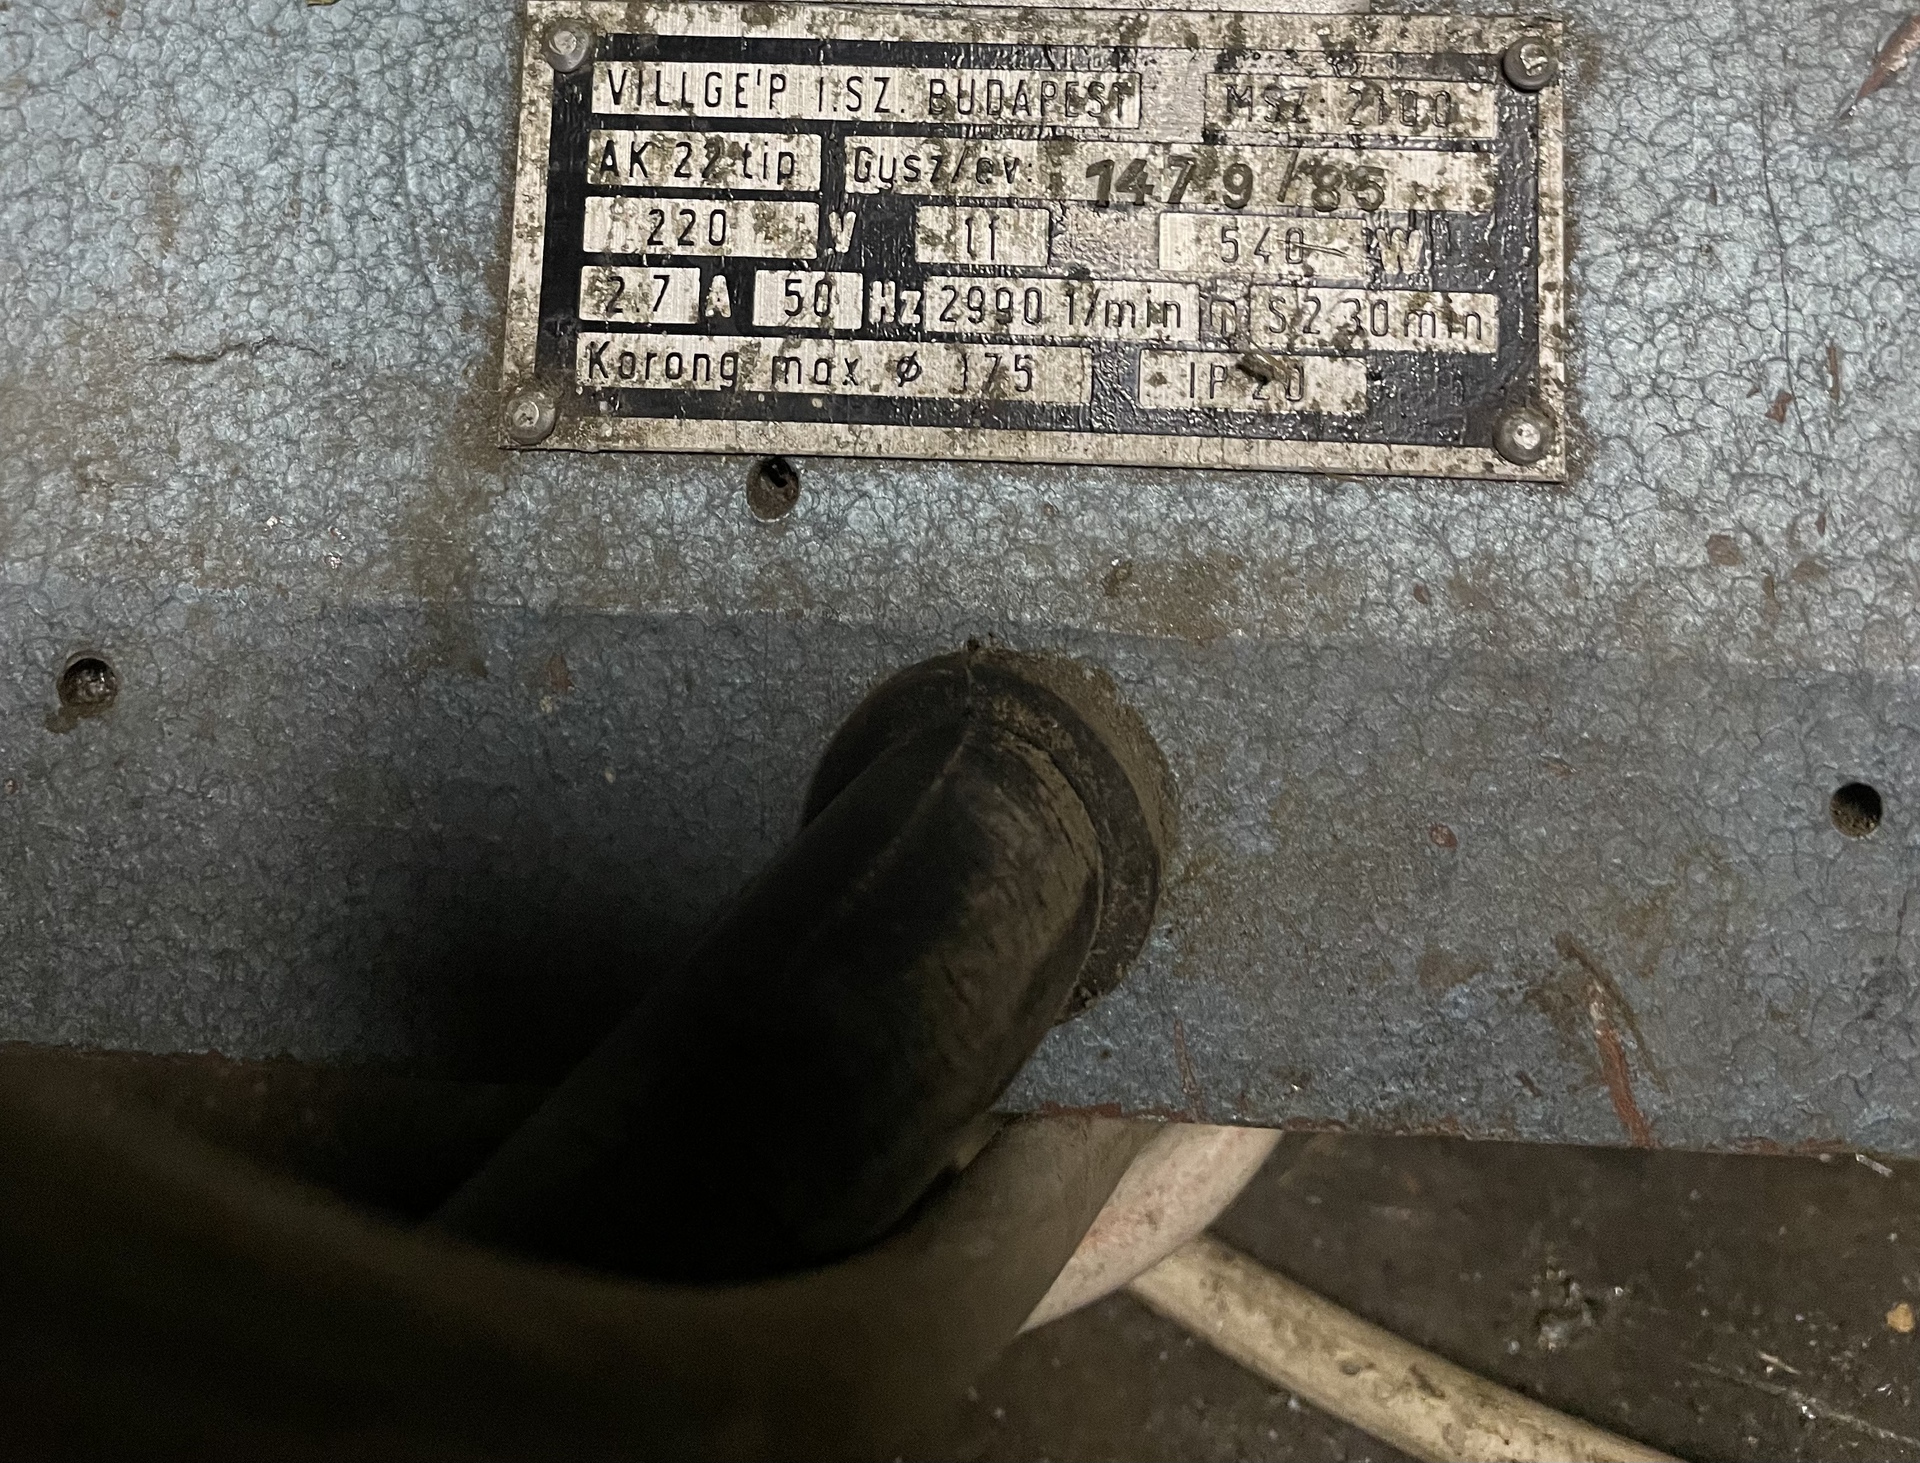 VILLGE'P I.SZ. BUDAPEST MSZ: 2100
AK 22 tip Gysz/ev: 1479/85
220 V 1f 540 W
2.7 A 50 Hz 2990 1/min S2 30 min
Korong max ø 175 IP 20